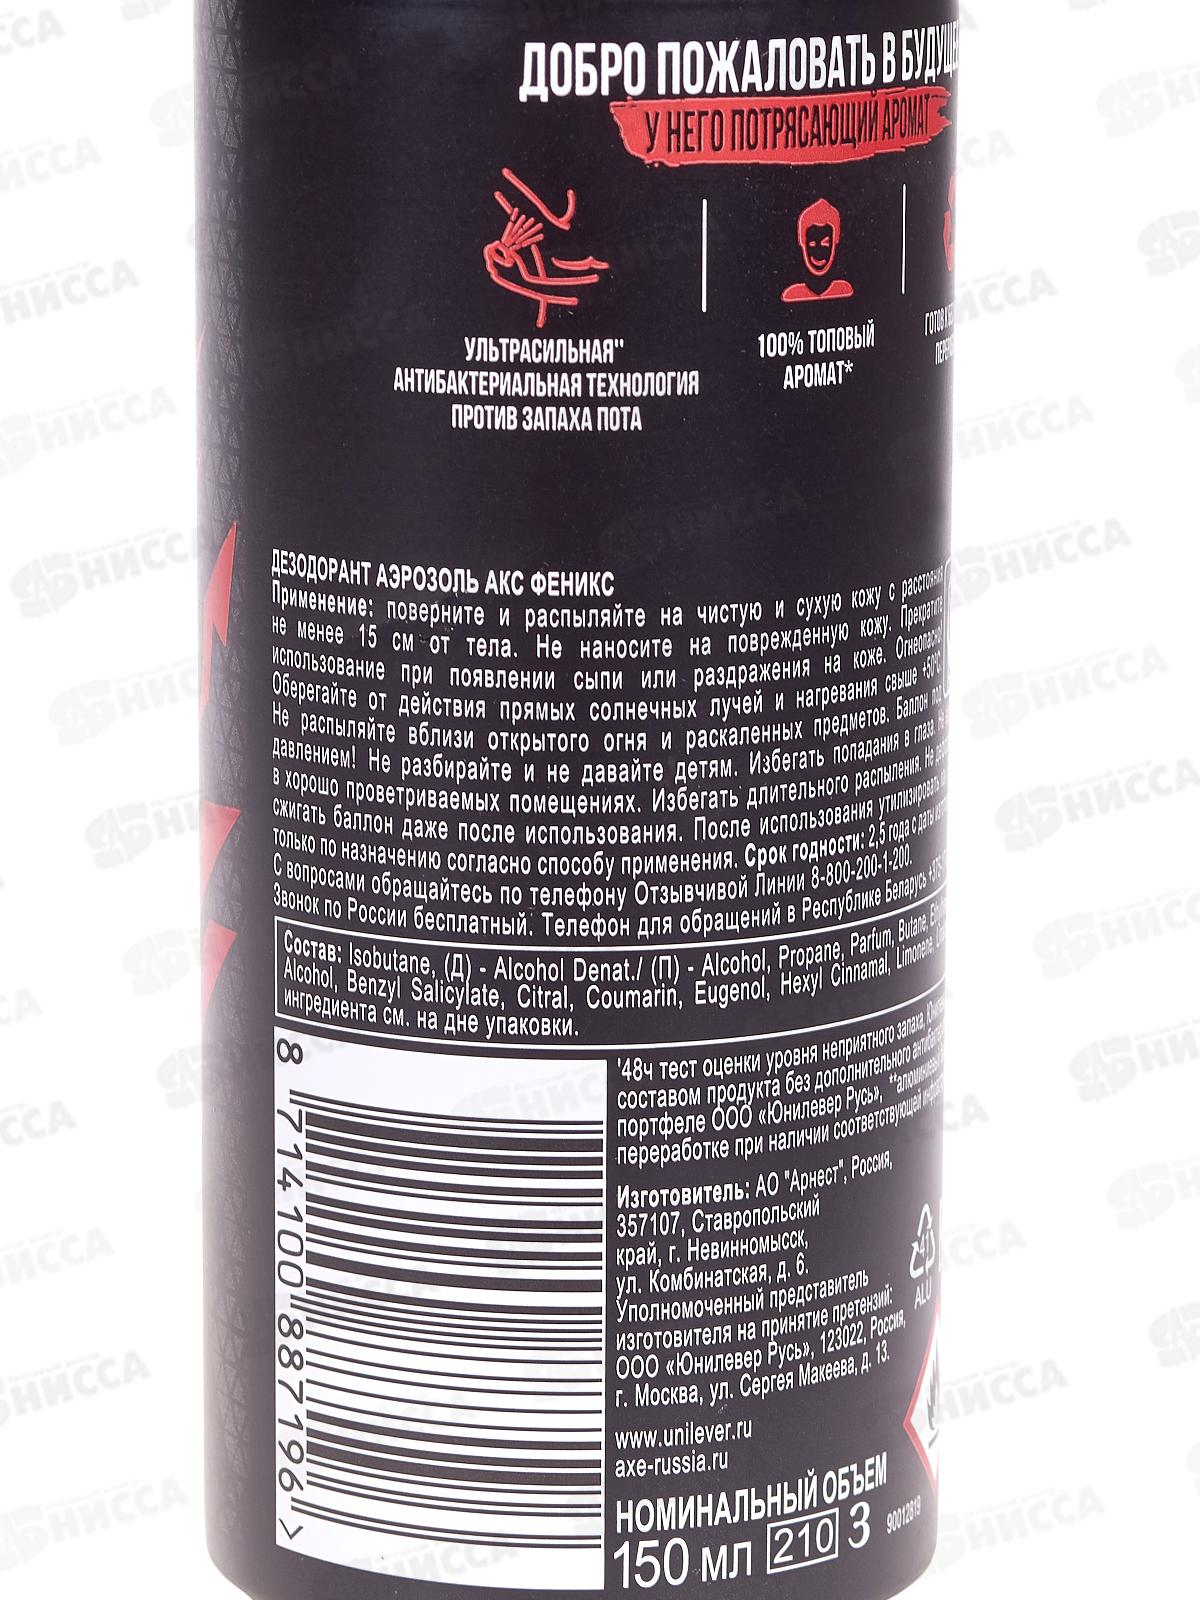 ДОБРО ПОЖАЛОВАТЬ В
У НЕГО ПОТРЯСАЮЩИЙ АРОМАТ
УЛЬТРАСИЛЬНАЯ''
АНТИБАКТЕРИАЛЬНАЯ ТЕХНОЛОГИЯ
ПРОТИВ ЗАПАХА ПОТА
100% ТОПОВЫЙ
АРОМАТ*
ДЕЗОДОРАНТ АЭРОЗОЛЬ АКС ФЕНИКС
Применение: поверните и распыляйте на чистую и сухую кожу с расстояния
не менее 15 см от тела. Не наносите на поврежденную кожу. Прекратите
использование при появлении сыпи или раздражения на коже. Огнеопасно!
Оберегайте от действия прямых солнечных лучей и нагревания свыше +50°С.
Не распыляйте вблизи открытого огня и раскаленных предметов. Баллон под
давлением! Не разбирайте и не давайте детям. Избегать попадания в глаза.
в хорошо проветриваемых помещениях. Избегать длительного распыления. Не
сжигать баллон даже после использования. После использования утилизировать
только по назначению согласно способу применения. Срок годности: 2,5 года с даты
С вопросами обращайтесь по телефону Отзывчивой Линии 8-800-200-1-200.
Звонок по России бесплатный. Телефон для обращений в Республике Беларусь
Состав: Isobutane, (Д) - Alcohol Denat./ (П) - Alcohol, Propane, Parfum, Butane,
Alcohol, Benzyl Salicylate, Citral, Coumarin, Eugenol, Hexyl Cinnamal, Limonene,
ингредиента см. на дне упаковки.
'48ч тест оценки уровня неприятного запаха,
составом продукта без дополнительного
портфеле ООО «Юнилевер Русь»,
переработке при наличии соответствующей
Изготовитель: АО "Арнест", Россия,
357107, Ставропольский
край, г. Невинномысск,
ул. Комбинатская, д. 6.
Уполномоченный представитель
изготовителя на принятие претензий:
ООО «Юнилевер Русь», 123022, Россия,
г. Москва, ул. Сергея Макеева, д. 13.
www.unilever.ru
axe-russia.ru
НОМИНАЛЬНЫЙ ОБЪЕМ
150 мл 210 3
90012819
41
ALU
8 714100 887196 >
НИССА